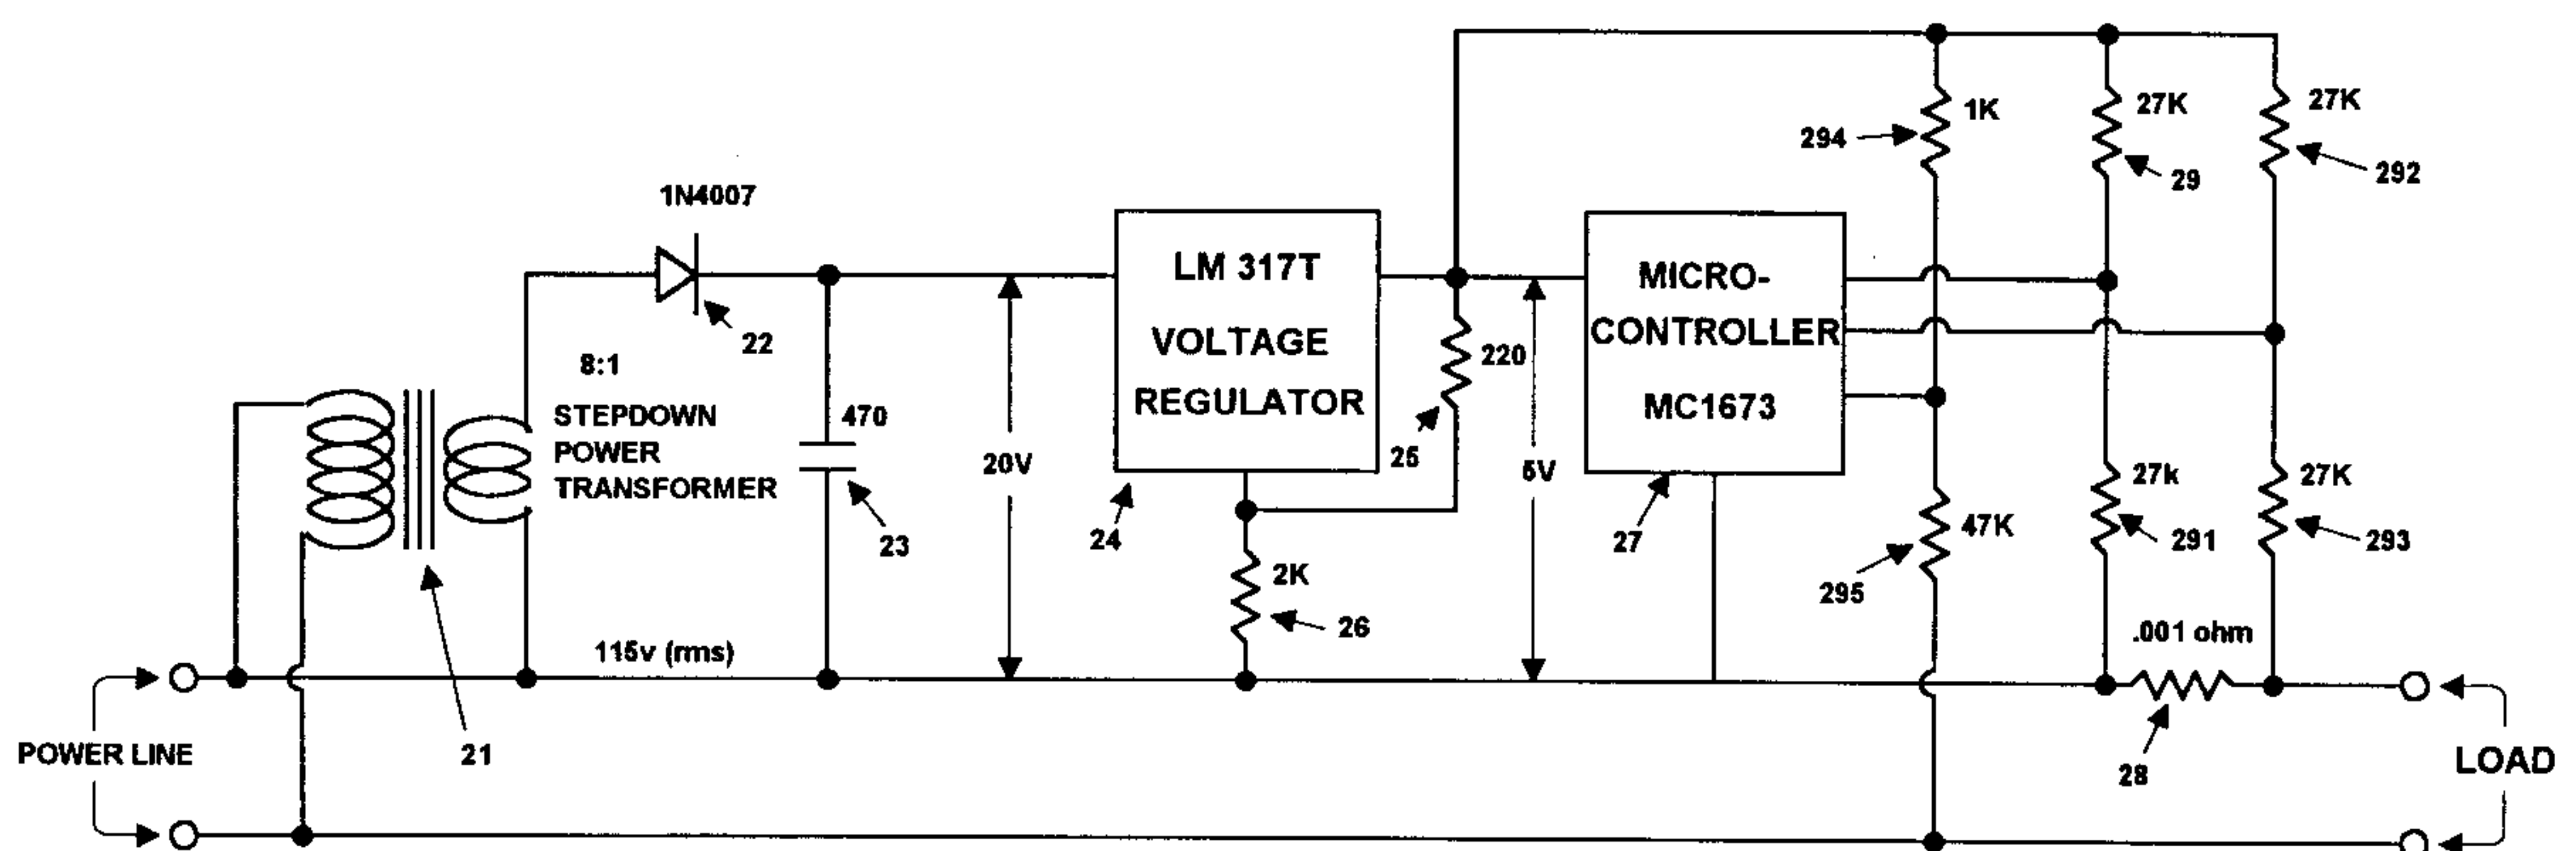 1N4007
22
8:1
STEPDOWN
POWER
TRANSFORMER
21
470
23
20V
LM 317T
VOLTAGE
REGULATOR
24
220
25
2K
26
5V
MICRO-
CONTROLLER
MC1673
27
294
1K
27K
29
27K
292
47K
295
27k
291
27K
293
.001 ohm
28
115v (rms)
POWER LINE
LOAD